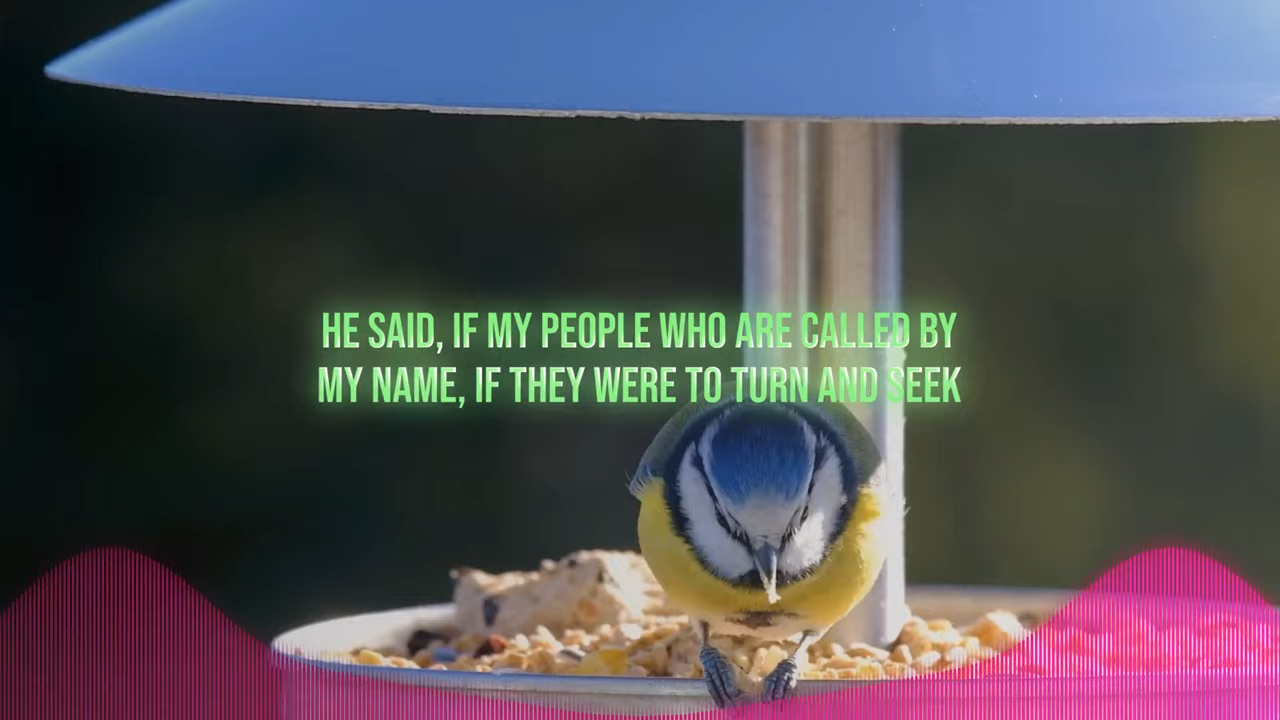 HE SAID, IF MY PEOPLE WHO ARE CALLED BY
MY NAME, IF THEY WERE TO TURN AND SEEK